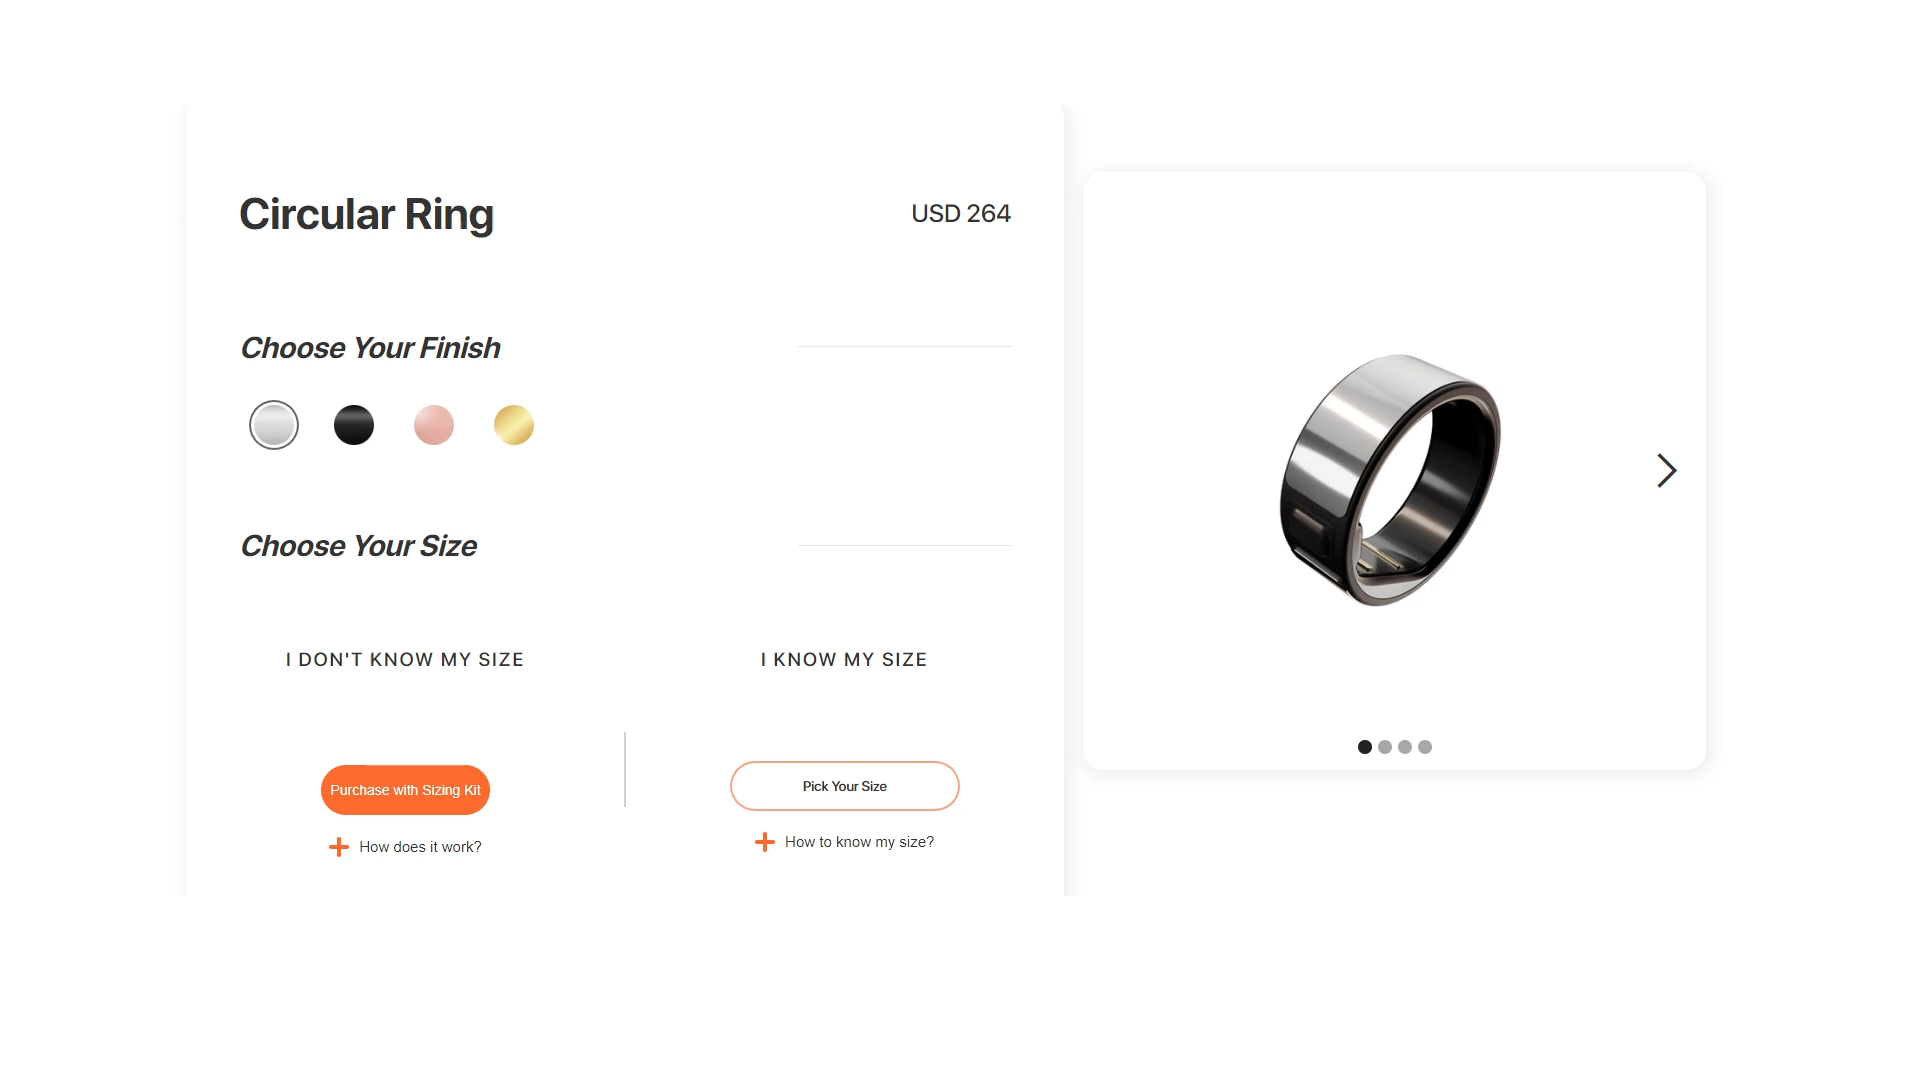 Circular Ring
USD 264
Choose Your Finish
Choose Your Size
I DON'T KNOW MY SIZE
I KNOW MY SIZE
Purchase with Sizing Kit
Pick Your Size
How does it work?
How to know my size?